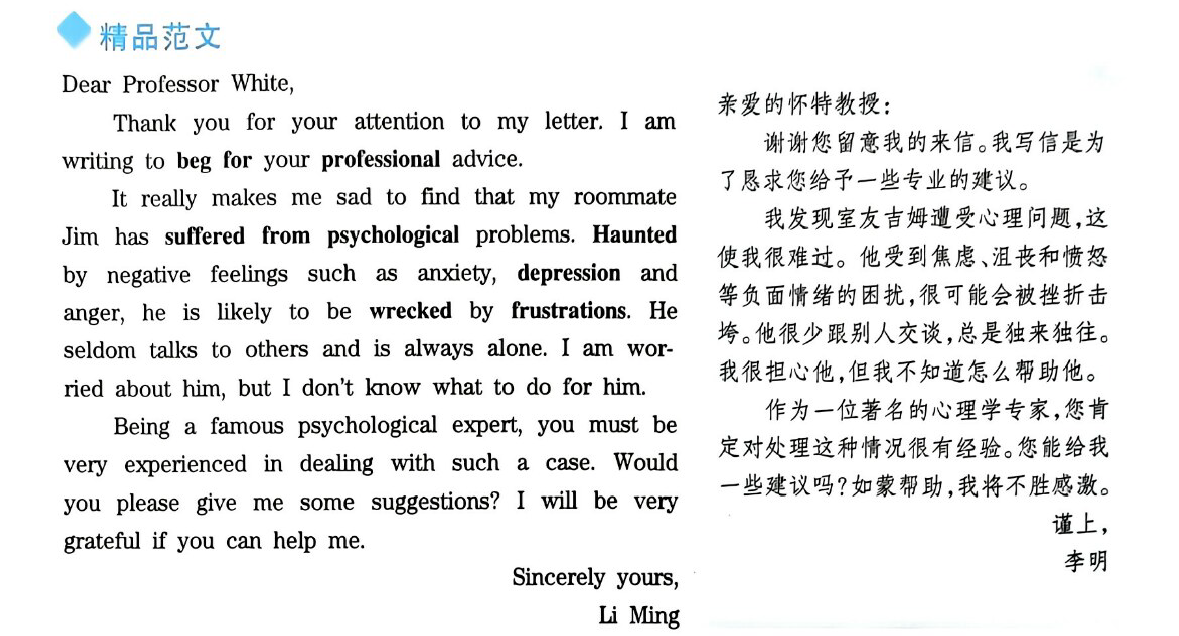 精品范文
Dear Professor White,
Thank you for your attention to my letter. I am
writing to beg for your professional advice.
It really makes me sad to find that my roommate
Jim has suffered from psychological problems. Haunted
by negative feelings such as anxiety, depression and
anger, he is likely to be wrecked by frustrations. He
seldom talks to others and is always alone. I am wor-
ried about him, but I don't know what to do for him.
Being a famous psychological expert, you must be
very experienced in dealing with such a case. Would
you please give me some suggestions? I will be very
grateful if you can help me.
Sincerely yours,
Li Ming
亲爱的怀特教授：
谢谢您留意我的来信。我写信是为
了恳求您给予一些专业的建议。
我发现室友吉姆遭受心理问题，这
使我很难过。他受到焦虑、沮丧和愤怒
等负面情绪的困扰，很可能会被挫折击
垮。他很少跟别人交谈，总是独来独往。
我很担心他，但我不知道怎么帮助他。
作为一位著名的心理学专家，您肯
定对处理这种情况很有经验。您能给我
一些建议吗？如蒙帮助，我将不胜感激。
谨上，
李明